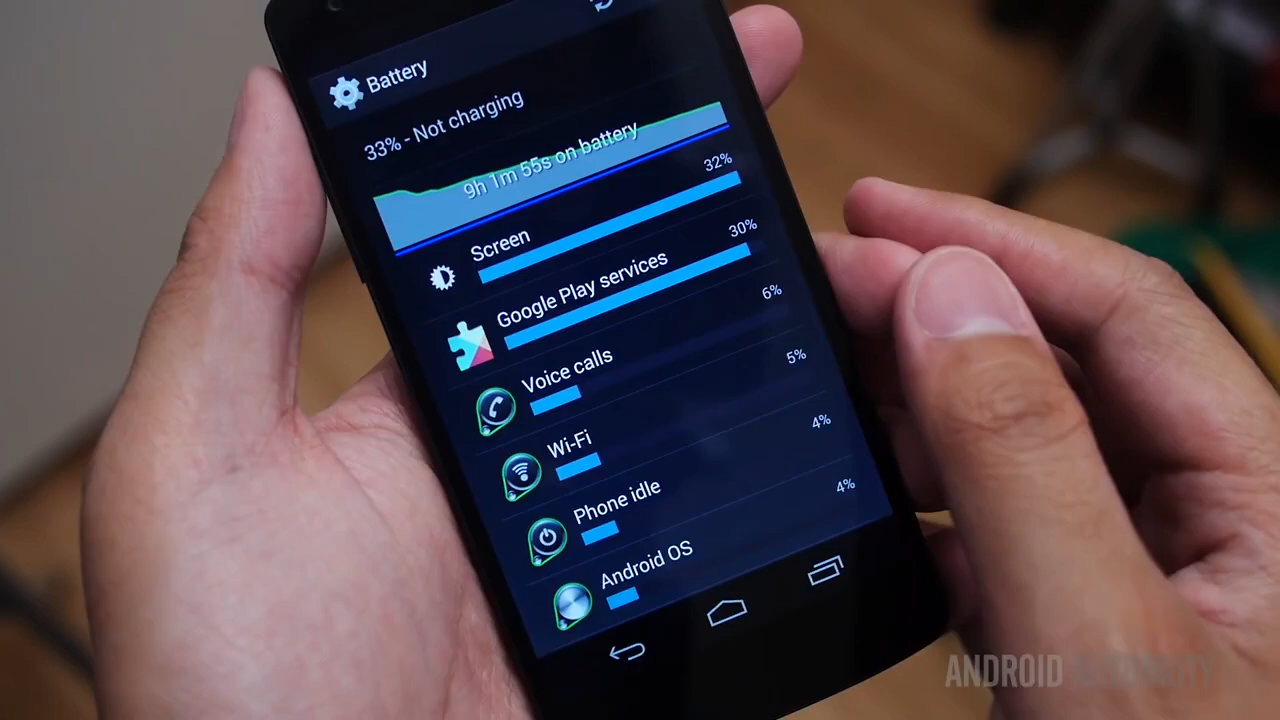 Battery
33% - Not charging
9h 1m 55s on battery
Screen 32%
Google Play services 30%
Voice calls 6%
Wi-Fi 5%
Phone idle 4%
Android OS 4%
ANDROID AUTHORITY